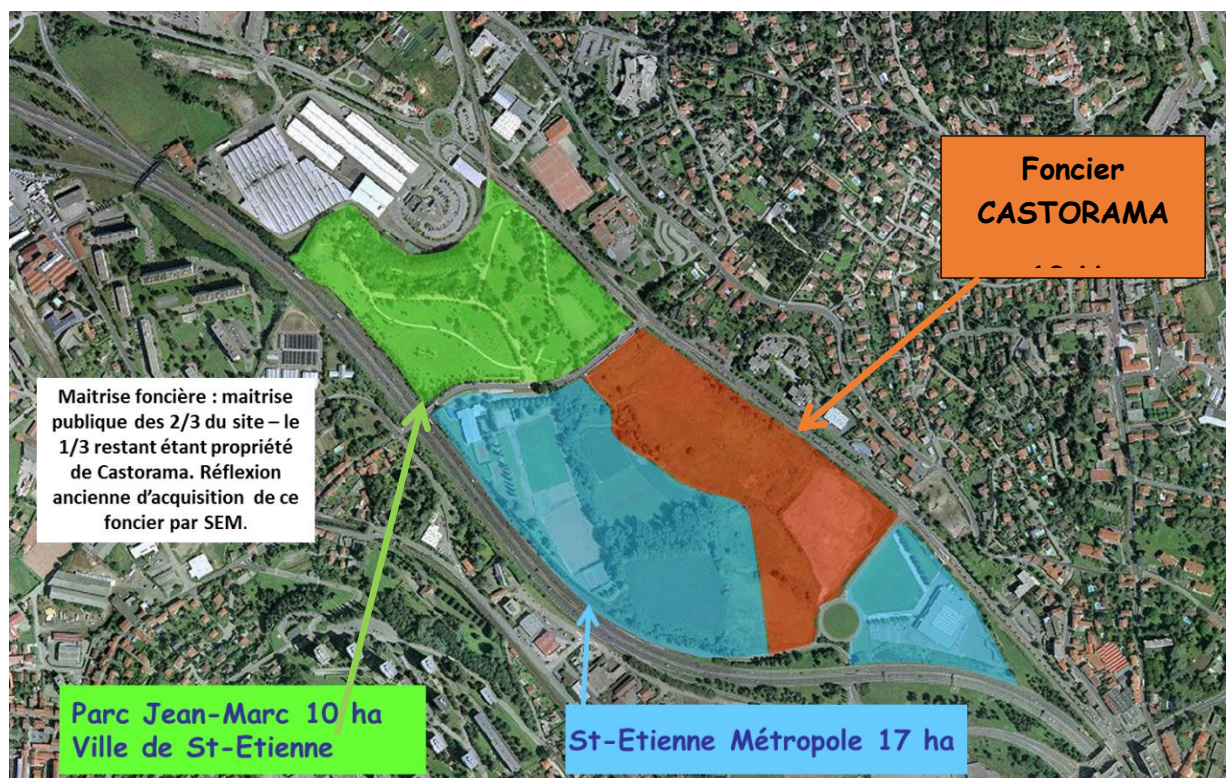 Foncier
CASTORAMA
Maitrise foncière : maitrise
publique des 2/3 du site – le
1/3 restant étant propriété
de Castorama. Réflexion
ancienne d’acquisition de ce
foncier par SEM.
Parc Jean-Marc 10 ha
Ville de St-Etienne
St-Etienne Métropole 17 ha